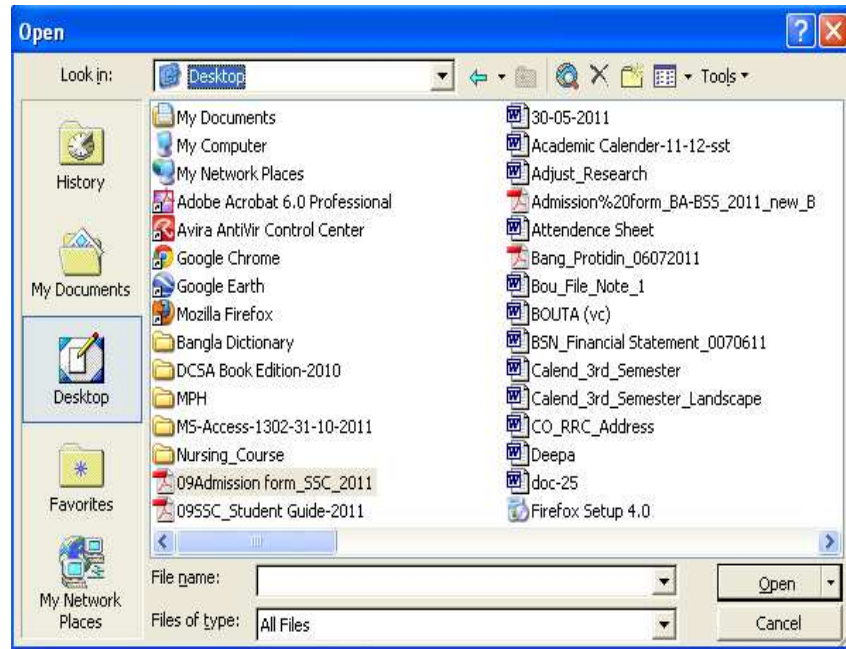 Open
Look in:
Desktop
Tools
History
My Documents
Desktop
Favorites
My Network
Places
My Documents
My Computer
My Network Places
Adobe Acrobat 6.0 Professional
Avira AntiVir Control Center
Google Chrome
Google Earth
Mozilla Firefox
Bangla Dictionary
DCSA Book Edition-2010
MPH
MS-Access-1302-31-10-2011
Nursing_Course
09Admission form_SSC_2011
09SSC_Student Guide-2011
30-05-2011
Academic Calender-11-12-sst
Adjust_Research
Admission%20form_BA-BSS_2011_new_B
Attendence Sheet
Bang_Protidin_06072011
Bou_File_Note_1
BOUTA (vc)
BSN_Financial Statement_0070611
Calend_3rd_Semester
Calend_3rd_Semester_Landscape
CO_RRC_Address
Deepa
doc-25
Firefox Setup 4.0
File name:
Open
Files of type:
All Files
Cancel